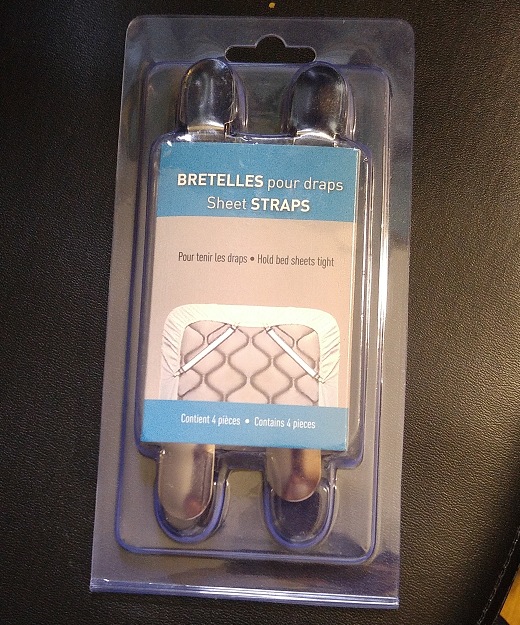 BRETELLES pour draps
Sheet STRAPS
Pour tenir les draps • Hold bed sheets tight
Contient 4 pièces • Contains 4 pieces